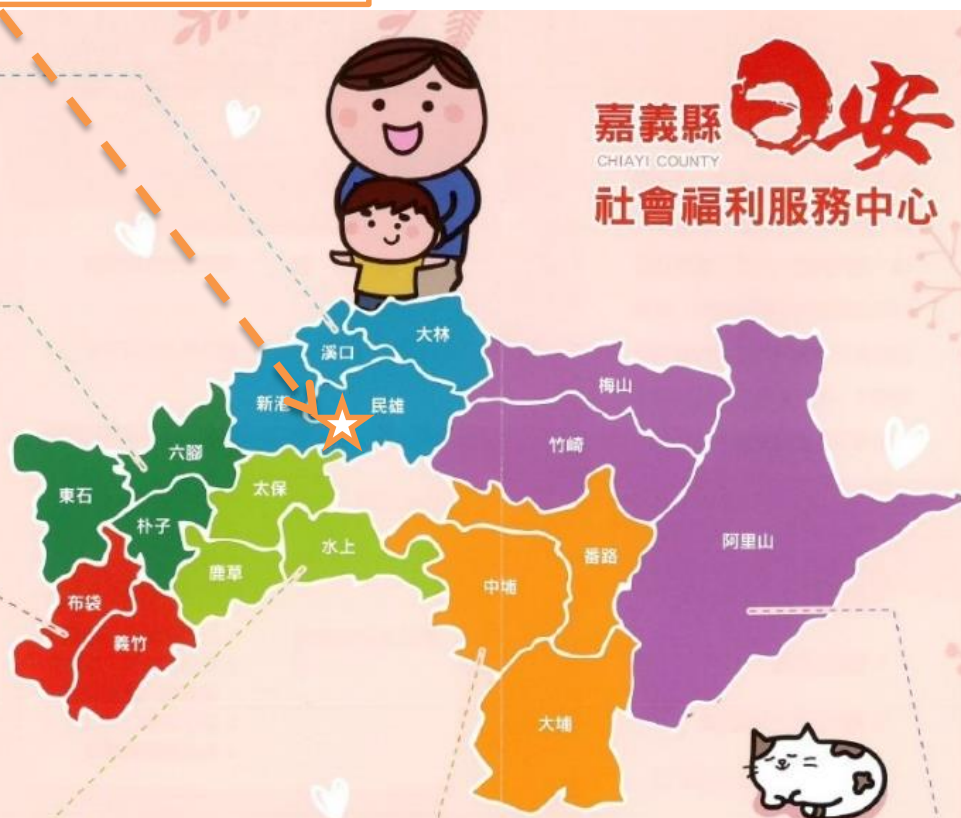 嘉義縣日安
CHIAYI COUNTY
社會福利服務中心
大林
溪口
梅山
新港
民雄
竹崎
六腳
太保
東石
朴子
水上
阿里山
番路
鹿草
中埔
布袋
義竹
大埔